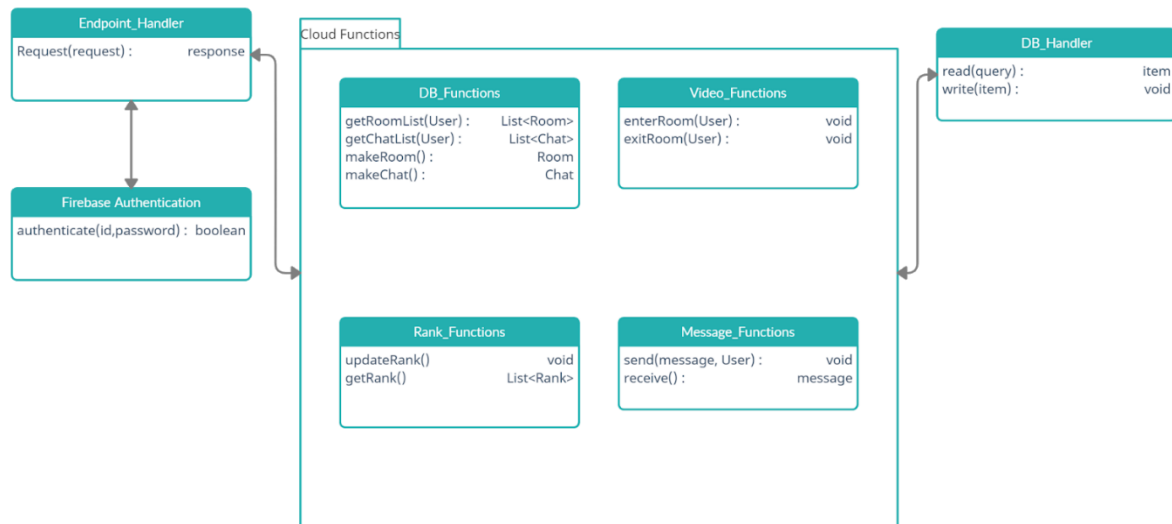 Endpoint_Handler
Request(request) : response
Firebase Authentication
authenticate(id,password) : boolean
Cloud Functions
DB_Functions
getRoomList(User) : List<Room>
getChatList(User) : List<Chat>
makeRoom() : Room
makeChat() : Chat
Video_Functions
enterRoom(User) : void
exitRoom(User) : void
Rank_Functions
updateRank() void
getRank() List<Rank>
Message_Functions
send(message, User) : void
receive() : message
DB_Handler
read(query) : item
write(item) : void